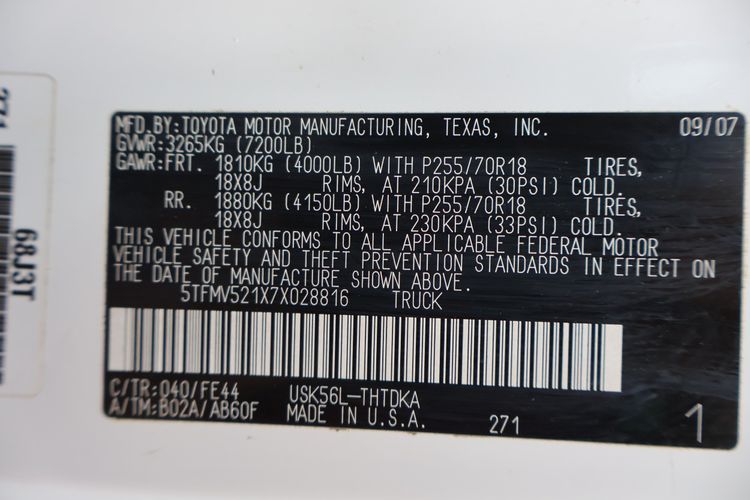 MFD.BY:TOYOTA MOTOR MANUFACTURING, TEXAS, INC. 09/07
GVWR:3265KG (7200LB)
GAWR:FRT. 1810KG (4000LB) WITH P255/70R18 TIRES,
18X8J RIMS, AT 210KPA (30PSI) COLD.
RR. 1880KG (4150LB) WITH P255/70R18 TIRES,
18X8J RIMS, AT 230KPA (33PSI) COLD.
THIS VEHICLE CONFORMS TO ALL APPLICABLE FEDERAL MOTOR
VEHICLE SAFETY AND THEFT PREVENTION STANDARDS IN EFFECT ON
THE DATE OF MANUFACTURE SHOWN ABOVE.
5TFMV521X7X028816 TRUCK
C/TR:040/FE44 USK56L-THTDKA
A/TM:B02A/AB60F MADE IN U.S.A. 271 1
68J3T
271